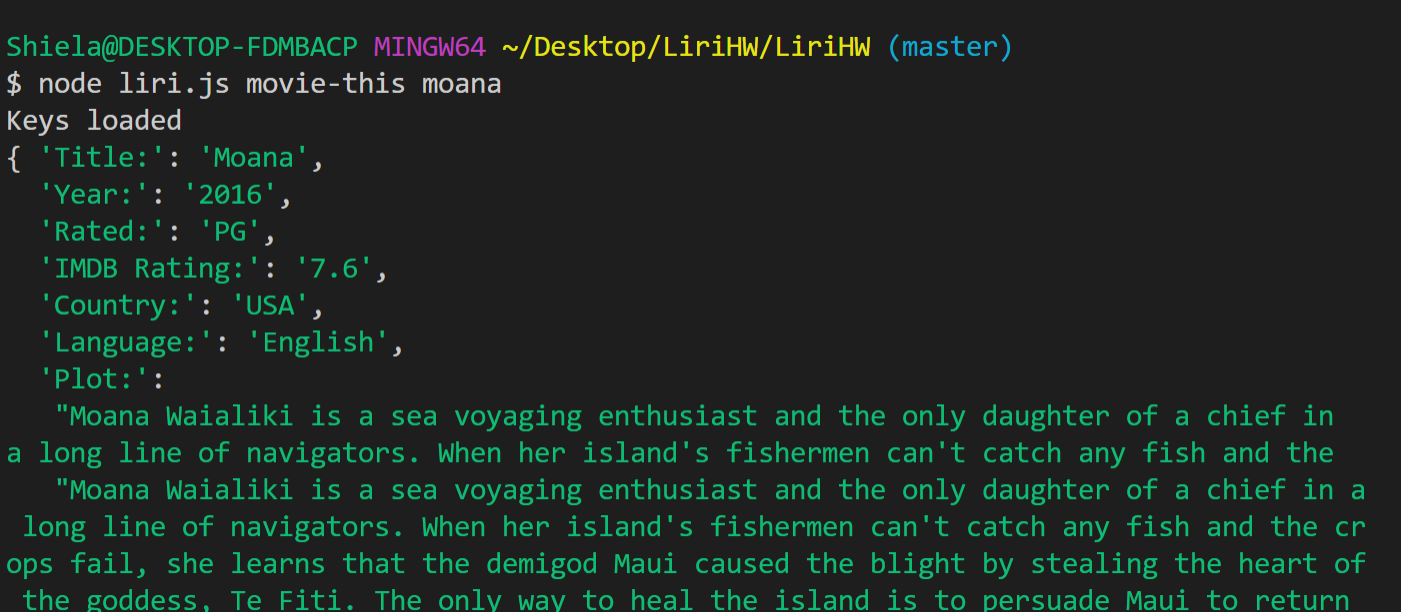 Shiela@DESKTOP-FDMBACP MINGW64 ~/Desktop/LiriHW/LiriHW (master)
$ node liri.js movie-this moana
Keys loaded
{ 'Title:': 'Moana',
  'Year:': '2016',
  'Rated:': 'PG',
  'IMDB Rating:': '7.6',
  'Country:': 'USA',
  'Language:': 'English',
  'Plot:':
   "Moana Waialiki is a sea voyaging enthusiast and the only daughter of a chief in
a long line of navigators. When her island's fishermen can't catch any fish and the
   "Moana Waialiki is a sea voyaging enthusiast and the only daughter of a chief in a
 long line of navigators. When her island's fishermen can't catch any fish and the cr
ops fail, she learns that the demigod Maui caused the blight by stealing the heart of
 the goddess, Te Fiti. The only way to heal the island is to persuade Maui to return